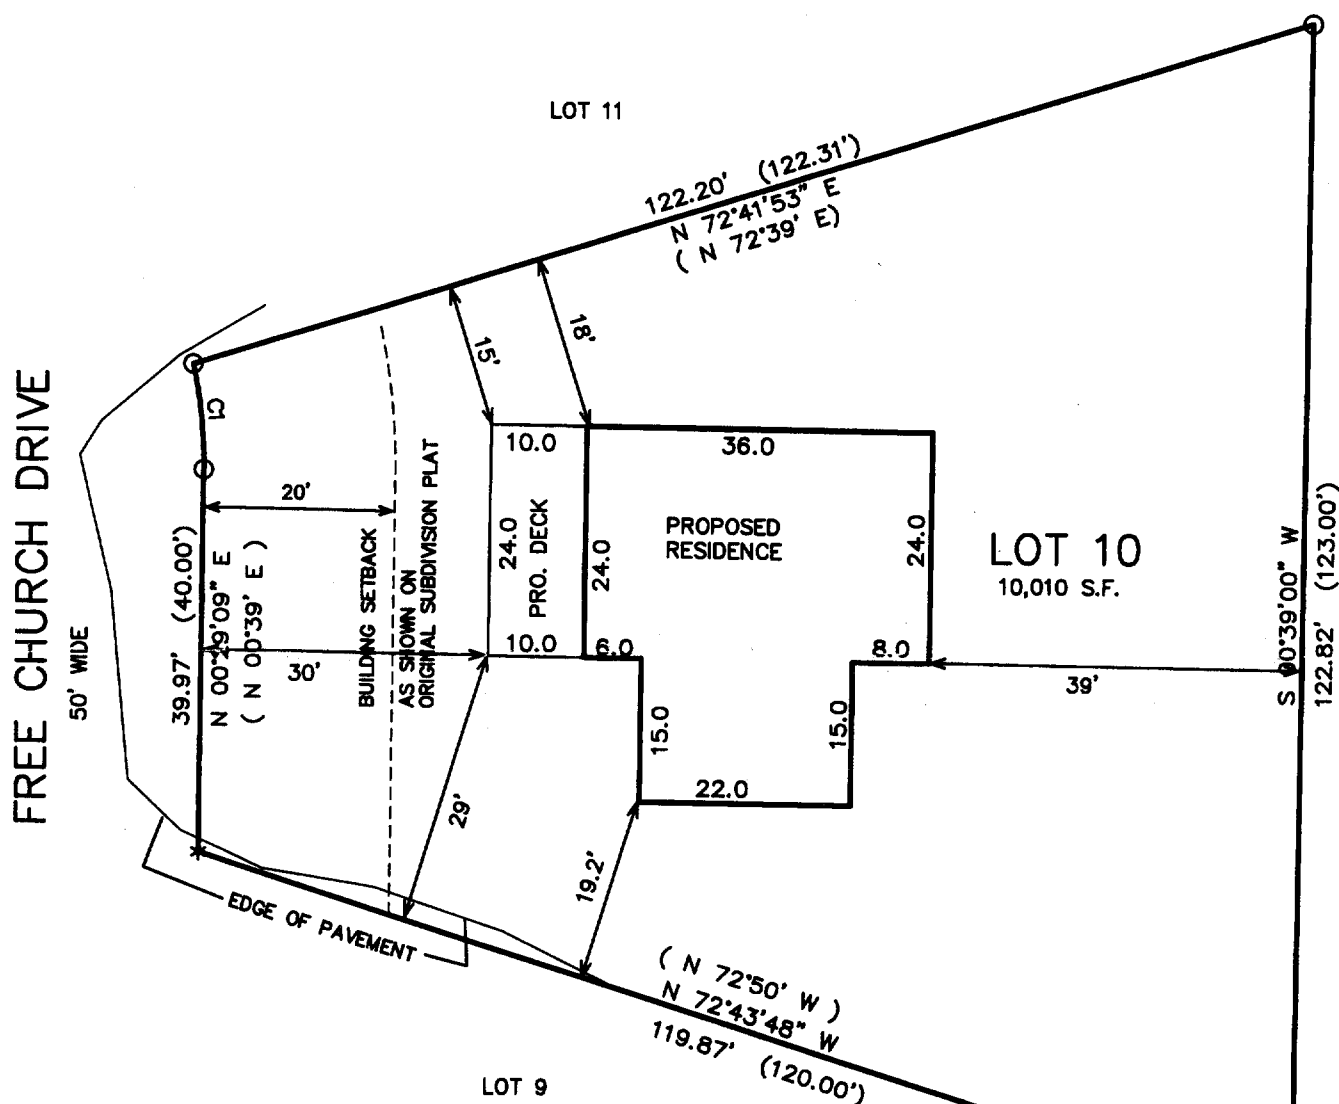 LOT 11
122.20' (122.31')
N 72°41'53" E
( N 72°39' E)
FREE CHURCH DRIVE
50' WIDE
C1
15'
18'
10.0
36.0
20'
39.97' (40.00')
N 00°29'09" E
( N 00°39' E )
BUILDING SETBACK
AS SHOWN ON
ORIGINAL SUBDIVISION PLAT
24.0
PRO. DECK
24.0
PROPOSED
RESIDENCE
24.0
LOT 10
10,010 S.F.
S 00°39'00" W
122.82' (123.00')
30'
10.0
6.0
8.0
39'
15.0
15.0
22.0
29'
19.2'
EDGE OF PAVEMENT
( N 72°50' W )
N 72°43'48" W
119.87' (120.00')
LOT 9